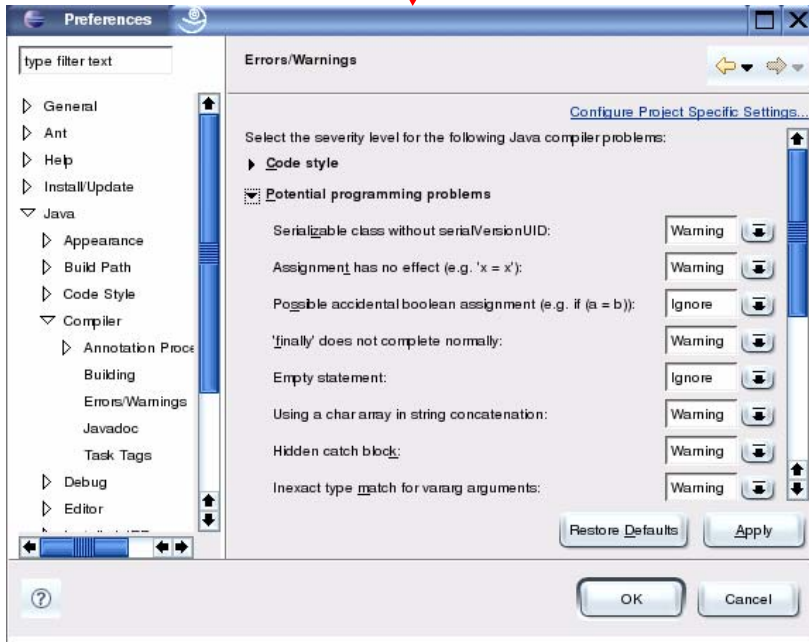 Preferences
type filter text
Errors/Warnings
General
Ant
Help
Install/Update
Java
Appearance
Build Path
Code Style
Compiler
Annotation Proce
Building
Errors/Warnings
Javadoc
Task Tags
Debug
Editor
Configure Project Specific Settings...
Select the severity level for the following Java compiler problems:
Code style
Potential programming problems
Serializable class without serialVersionUID: Warning
Assignment has no effect (e.g. 'x = x'): Warning
Possible accidental boolean assignment (e.g. if (a = b)): Ignore
'finally' does not complete normally: Warning
Empty statement: Ignore
Using a char array in string concatenation: Warning
Hidden catch block: Warning
Inexact type match for vararg arguments: Warning
Restore Defaults Apply
? OK Cancel